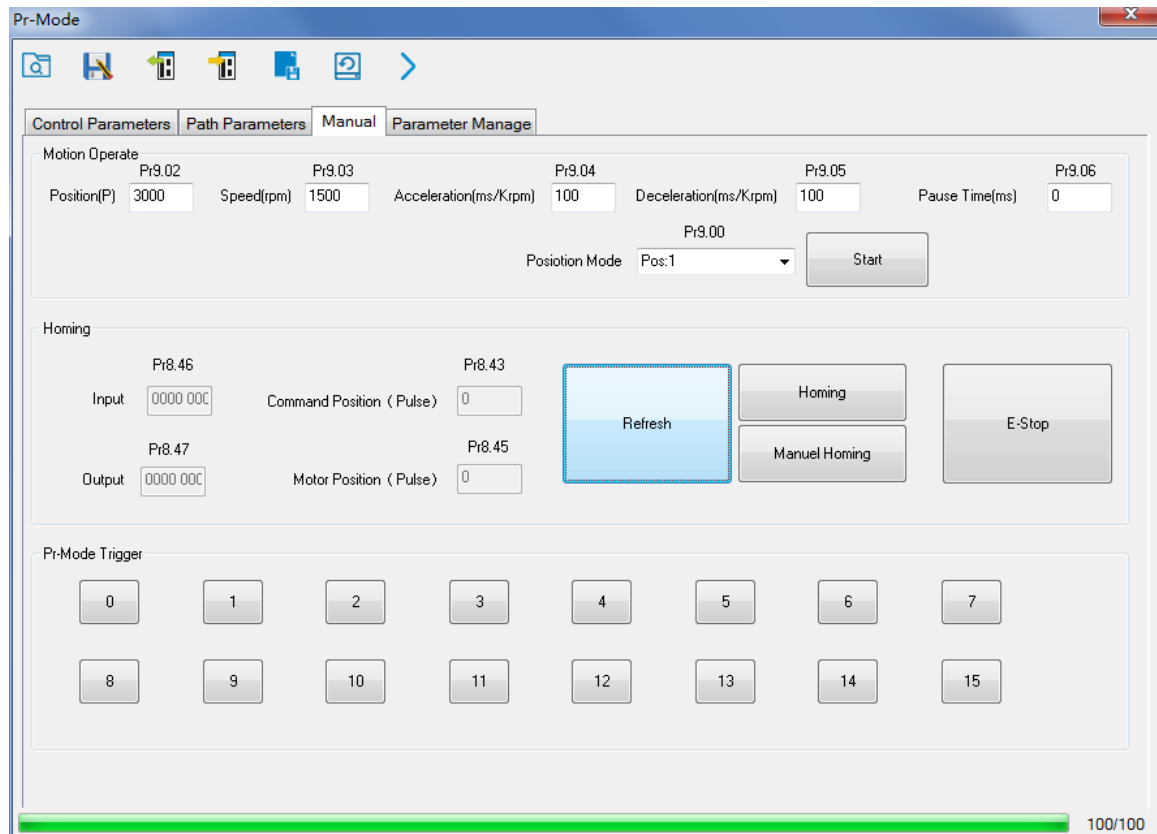 Pr-Mode
X
Control Parameters Path Parameters Manual Parameter Manage
Motion Operate
Pr9.02 Pr9.03 Pr9.04 Pr9.05 Pr9.06
Position(P) 3000 Speed(rpm) 1500 Acceleration(ms/Krpm) 100 Deceleration(ms/Krpm) 100 Pause Time(ms) 0
Pr9.00
Posiotion Mode Pos:1 Start
Homing
Pr8.46 Pr8.43
Input 0000 000 Command Position ( Pulse) 0
Refresh Homing E-Stop
Pr8.47 Pr8.45
Manuel Homing
Output 0000 000 Motor Position ( Pulse) 0
Pr-Mode Trigger
0 1 2 3 4 5 6 7
8 9 10 11 12 13 14 15
100/100